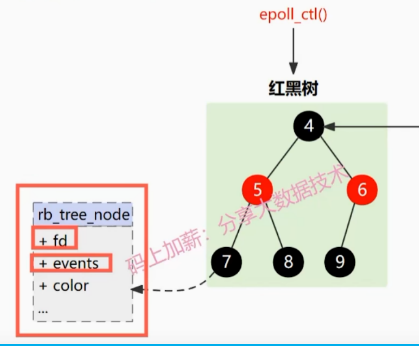 epoll_ctl()
红黑树
4
5
6
7
8
9
rb_tree_node
+ fd
+ events
+ color
...
码上加薪：分享大数据技术